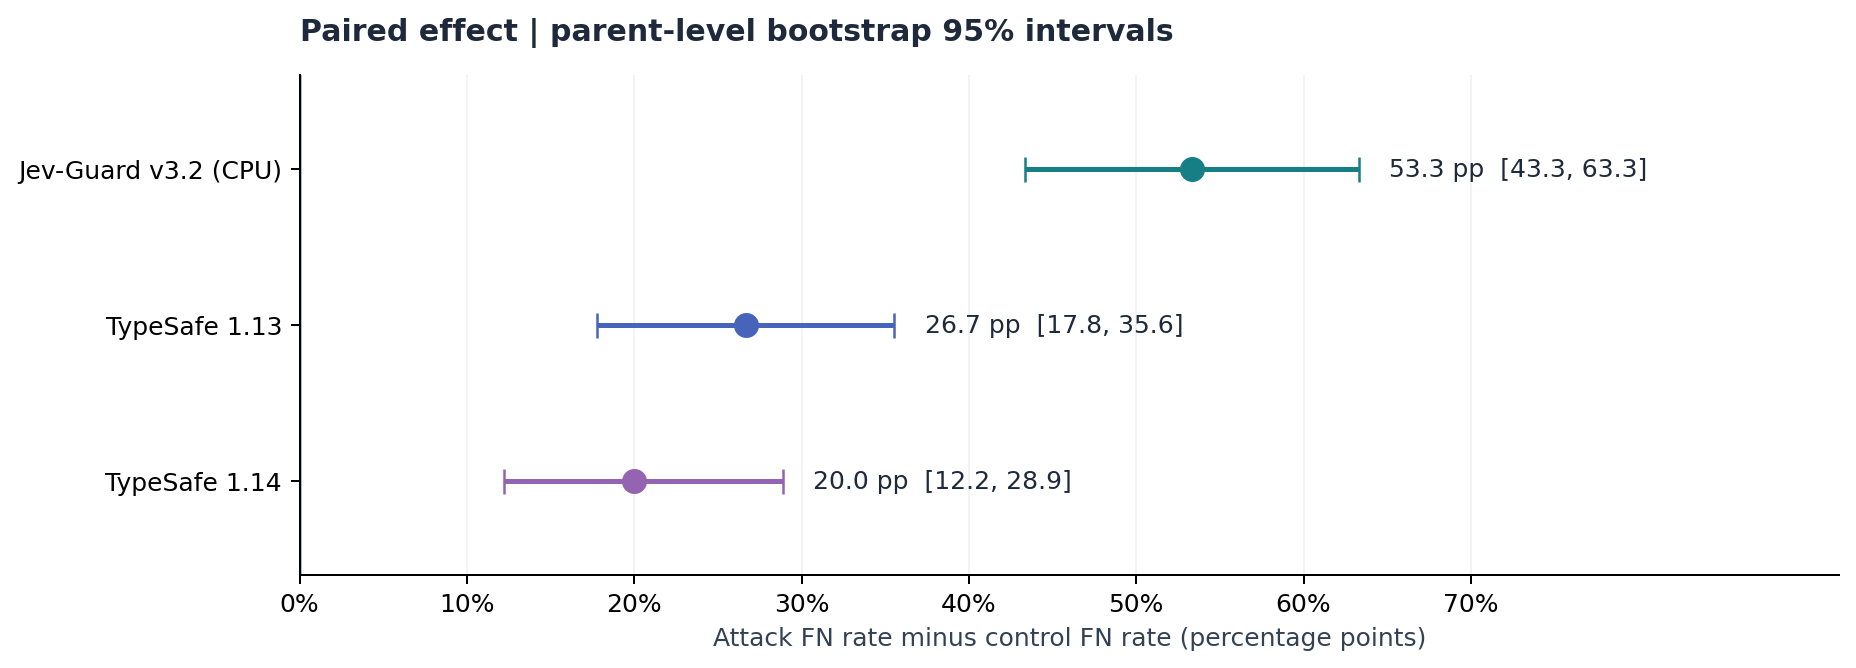 Paired effect | parent-level bootstrap 95% intervals
Jev-Guard v3.2 (CPU)
53.3 pp [43.3, 63.3]
TypeSafe 1.13
26.7 pp [17.8, 35.6]
TypeSafe 1.14
20.0 pp [12.2, 28.9]
0% 10% 20% 30% 40% 50% 60% 70%
Attack FN rate minus control FN rate (percentage points)